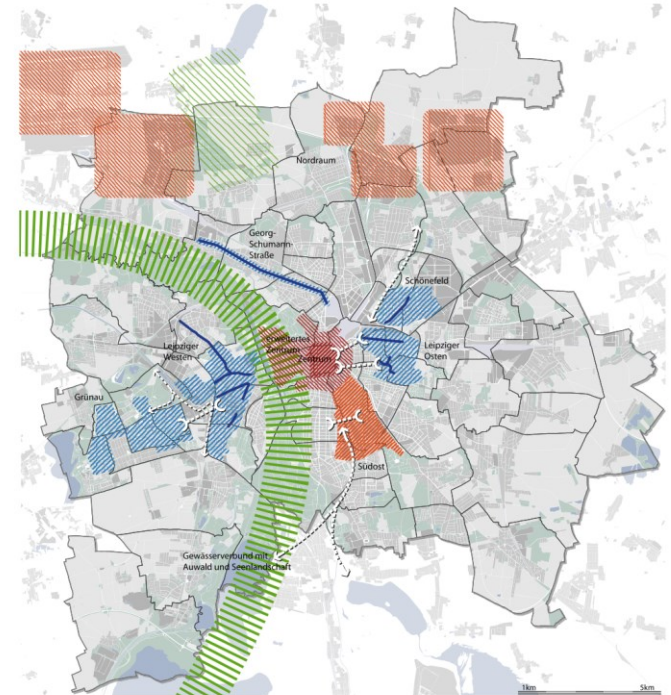 Nordraum
Georg-
Schumann-
Straße
Schönefeld
erweitertes
Zentrum
Zentrum
Leipziger
Westen
Leipziger
Osten
Grünau
Südost
Gewässerverbund mit
Auwald und Seenlandschaft
1km
5km